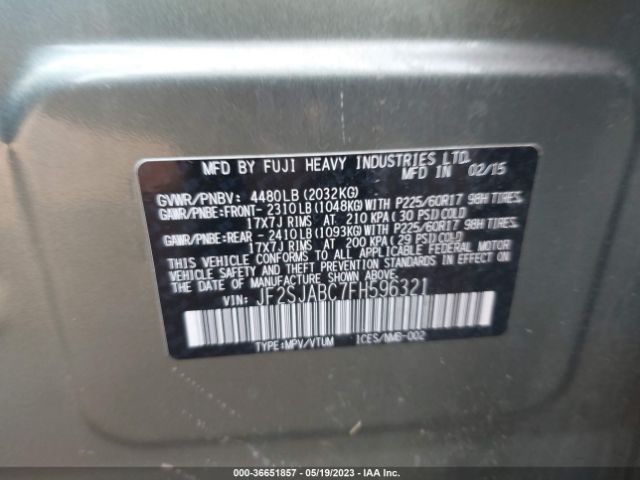 MFD BY FUJI HEAVY INDUSTRIES LTD.
MFD IN 02/15
GVWR/PNBV: 4480LB (2032KG)
GAWR/PNBE: FRONT- 2310LB (1048KG) WITH P225/60R17 98H TIRES,
17X7J RIMS AT 210 KPA (30 PSI) COLD
GAWR/PNBE: REAR - 2410LB (1093KG) WITH P225/60R17 98H TIRES,
17X7J RIMS AT 200 KPA (29 PSI) COLD
THIS VEHICLE CONFORMS TO ALL APPLICABLE FEDERAL MOTOR
VEHICLE SAFETY AND THEFT PREVENTION STANDARDS IN EFFECT ON
THE DATE OF MANUFACTURE SHOWN ABOVE.
VIN: JF2SJABC7FH596321
TYPE: MPV/VTUM ICES/NMB-002
000-36651857 - 05/19/2023 - IAA Inc.